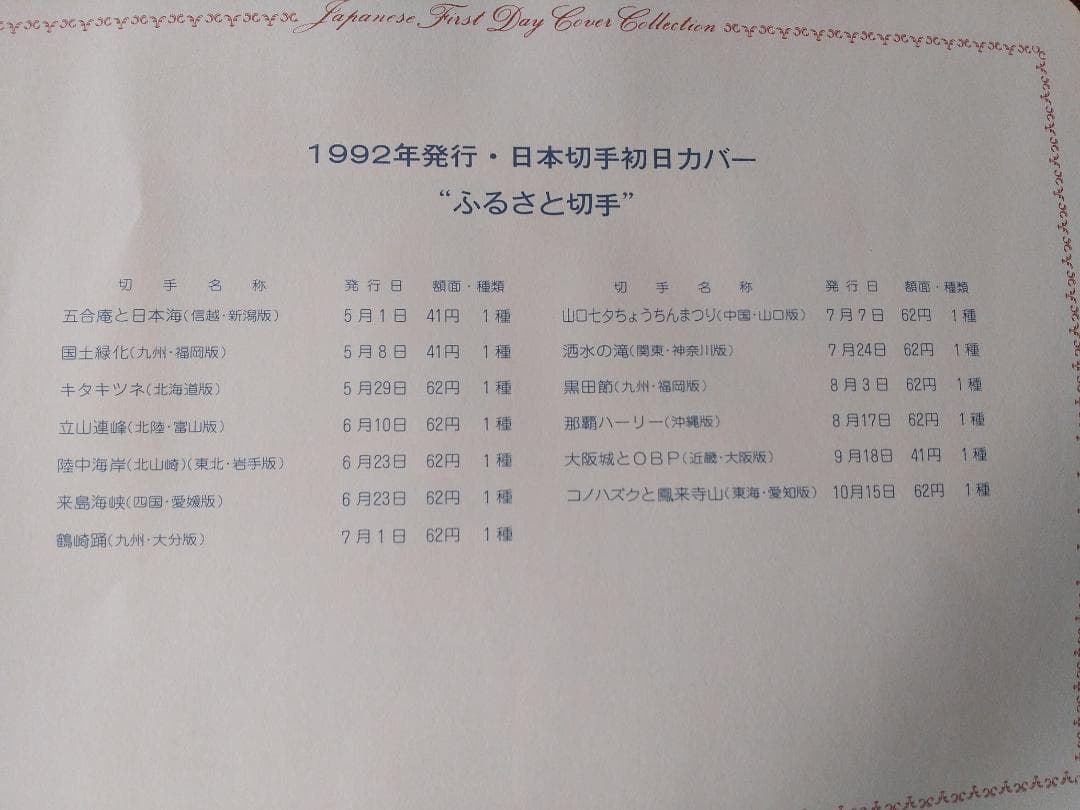 Japanese First Day Cover Collection
1992年発行・日本切手初日カバー
“ふるさと切手”
切手名称 発行日 額面・種類
五合庵と日本海(信越・新潟版) 5月1日 41円 1種
国土緑化(九州・福岡版) 5月8日 41円 1種
キタキツネ(北海道版) 5月29日 62円 1種
立山連峰(北陸・富山版) 6月10日 62円 1種
陸中海岸(北山崎)(東北・岩手版) 6月23日 62円 1種
来島海峡(四国・愛媛版) 6月23日 62円 1種
鶴崎踊(九州・大分版) 7月1日 62円 1種
切手名称 発行日 額面・種類
山口七夕ちょうちんまつり(中国・山口版) 7月7日 62円 1種
洒水の滝(関東・神奈川版) 7月24日 62円 1種
黒田節(九州・福岡版) 8月3日 62円 1種
那覇ハーリー(沖縄版) 8月17日 62円 1種
大阪城とOBP(近畿・大阪版) 9月18日 41円 1種
コノハズクと鳳来寺山(東海・愛知版) 10月15日 62円 1種